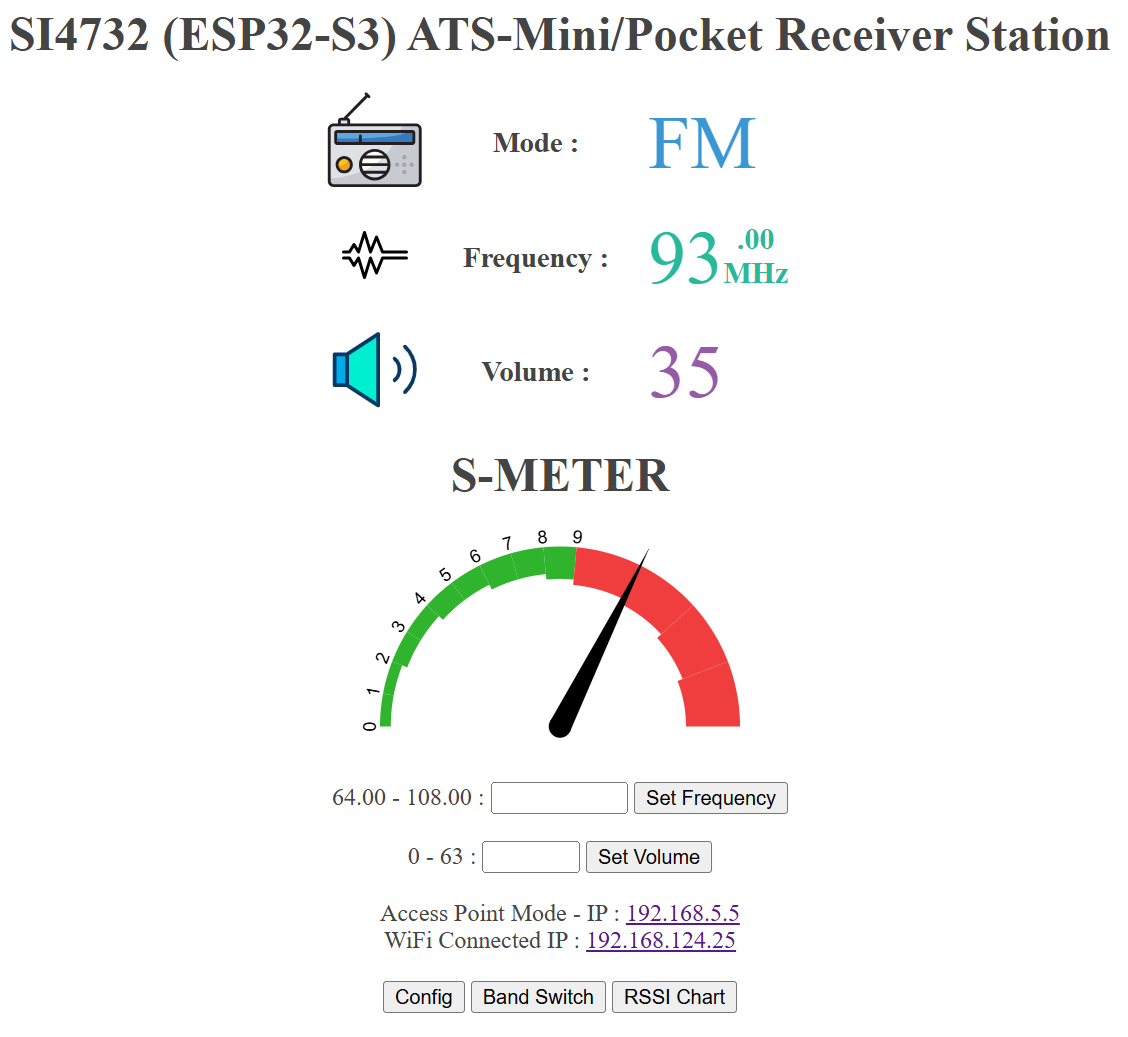 SI4732 (ESP32-S3) ATS-Mini/Pocket Receiver Station
Mode : FM
Frequency : 93 .00 MHz
Volume : 35
S-METER
0 1 2 3 4 5 6 7 8 9
64.00 - 108.00 : Set Frequency
0 - 63 : Set Volume
Access Point Mode - IP : 192.168.5.5
WiFi Connected IP : 192.168.124.25
Config Band Switch RSSI Chart